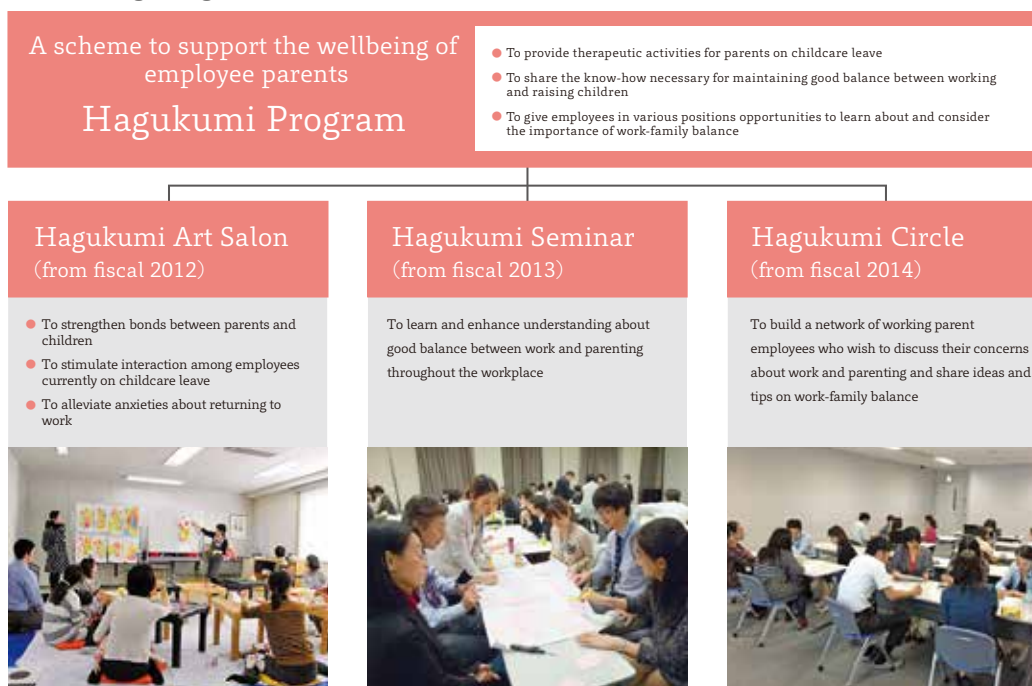 A scheme to support the wellbeing of
employee parents
Hagukumi Program
● To provide therapeutic activities for parents on childcare leave
● To share the know-how necessary for maintaining good balance between working
and raising children
● To give employees in various positions opportunities to learn about and consider
the importance of work-family balance
Hagukumi Art Salon
(from fiscal 2012)
● To strengthen bonds between parents and
children
● To stimulate interaction among employees
currently on childcare leave
● To alleviate anxieties about returning to
work
Hagukumi Seminar
(from fiscal 2013)
To learn and enhance understanding about
good balance between work and parenting
throughout the workplace
Hagukumi Circle
(from fiscal 2014)
To build a network of working parent
employees who wish to discuss their concerns
about work and parenting and share ideas and
tips on work-family balance